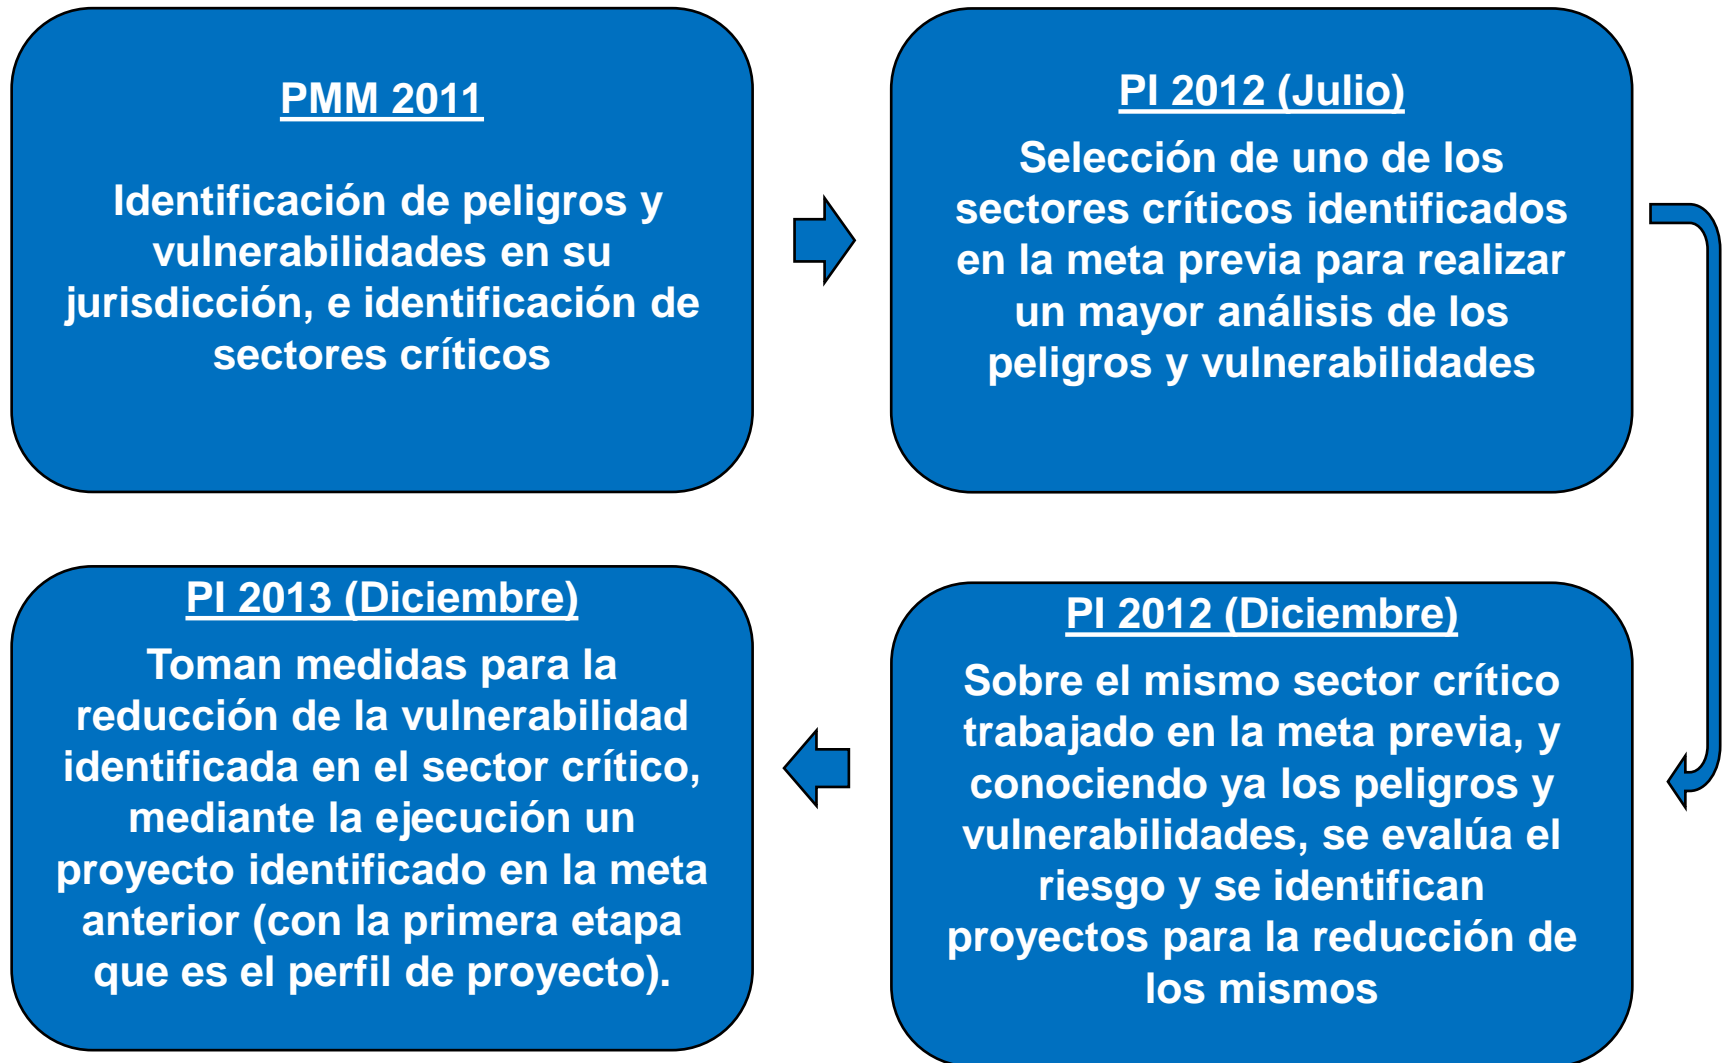 PMM 2011
Identificación de peligros y
vulnerabilidades en su
jurisdicción, e identificación de
sectores críticos
PI 2012 (Julio)
Selección de uno de los
sectores críticos identificados
en la meta previa para realizar
un mayor análisis de los
peligros y vulnerabilidades
PI 2012 (Diciembre)
Sobre el mismo sector crítico
trabajado en la meta previa, y
conociendo ya los peligros y
vulnerabilidades, se evalúa el
riesgo y se identifican
proyectos para la reducción de
los mismos
PI 2013 (Diciembre)
Toman medidas para la
reducción de la vulnerabilidad
identificada en el sector crítico,
mediante la ejecución un
proyecto identificado en la meta
anterior (con la primera etapa
que es el perfil de proyecto).